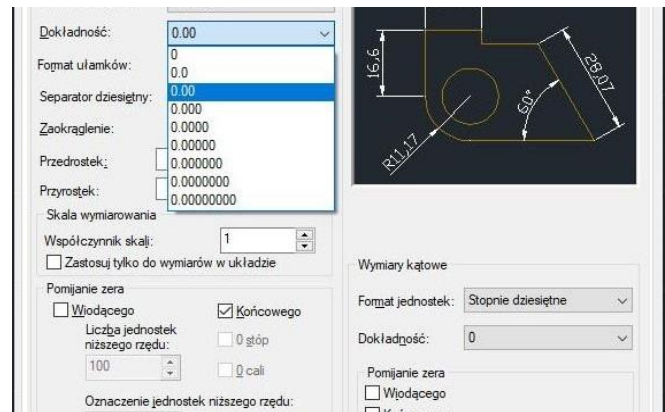 Dokładność: 0.00
0
Format ułamków: 0.0
0.00
Separator dziesiętny: 0.000
Zaokrąglenie: 0.0000
0.00000
Przedrostek: 0.000000
0.0000000
Przyrostek: 0.00000000
Skala wymiarowania
Współczynnik skali: 1
Zastosuj tylko do wymiarów w układzie
Pomijanie zera
Wiodącego Końcowego
Liczba jednostek niższego rzędu: 0 stóp
100 0 cali
Oznaczenie jednostek niższego rzędu:
16,6
28,07
60°
R11,17
Wymiary kątowe
Format jednostek: Stopnie dziesiętne
Dokładność: 0
Pomijanie zera
Wiodącego